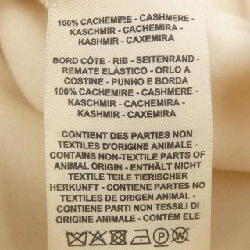 100% CACHEMIRE - CASHMERE -
KASCHMIR - CACHEMIRA -
KASHMIR - CAXEMIRA
BORD CÔTE - RIB - SEITENRAND -
REMATE ELÁSTICO - ORLO A
COSTINE - PUNHO E BORDA
100% CACHEMIRE - CASHMERE -
KASCHMIR - CACHEMIRA -
KASHMIR - CAXEMIRA
CONTIENT DES PARTIES NON
TEXTILES D'ORIGINE ANIMALE -
CONTAINS NON-TEXTILE PARTS OF
ANIMAL ORIGIN - ENTHÄLT NICHT
TEXTILE TEILE TIERISCHER
HERKUNFT - CONTIENE PARTES NO
TEXTILES DE ORIGEN ANIMAL -
CONTIENE PARTI NON TESSILI DI
ORIGINE ANIMALE - CONTÉM ELE